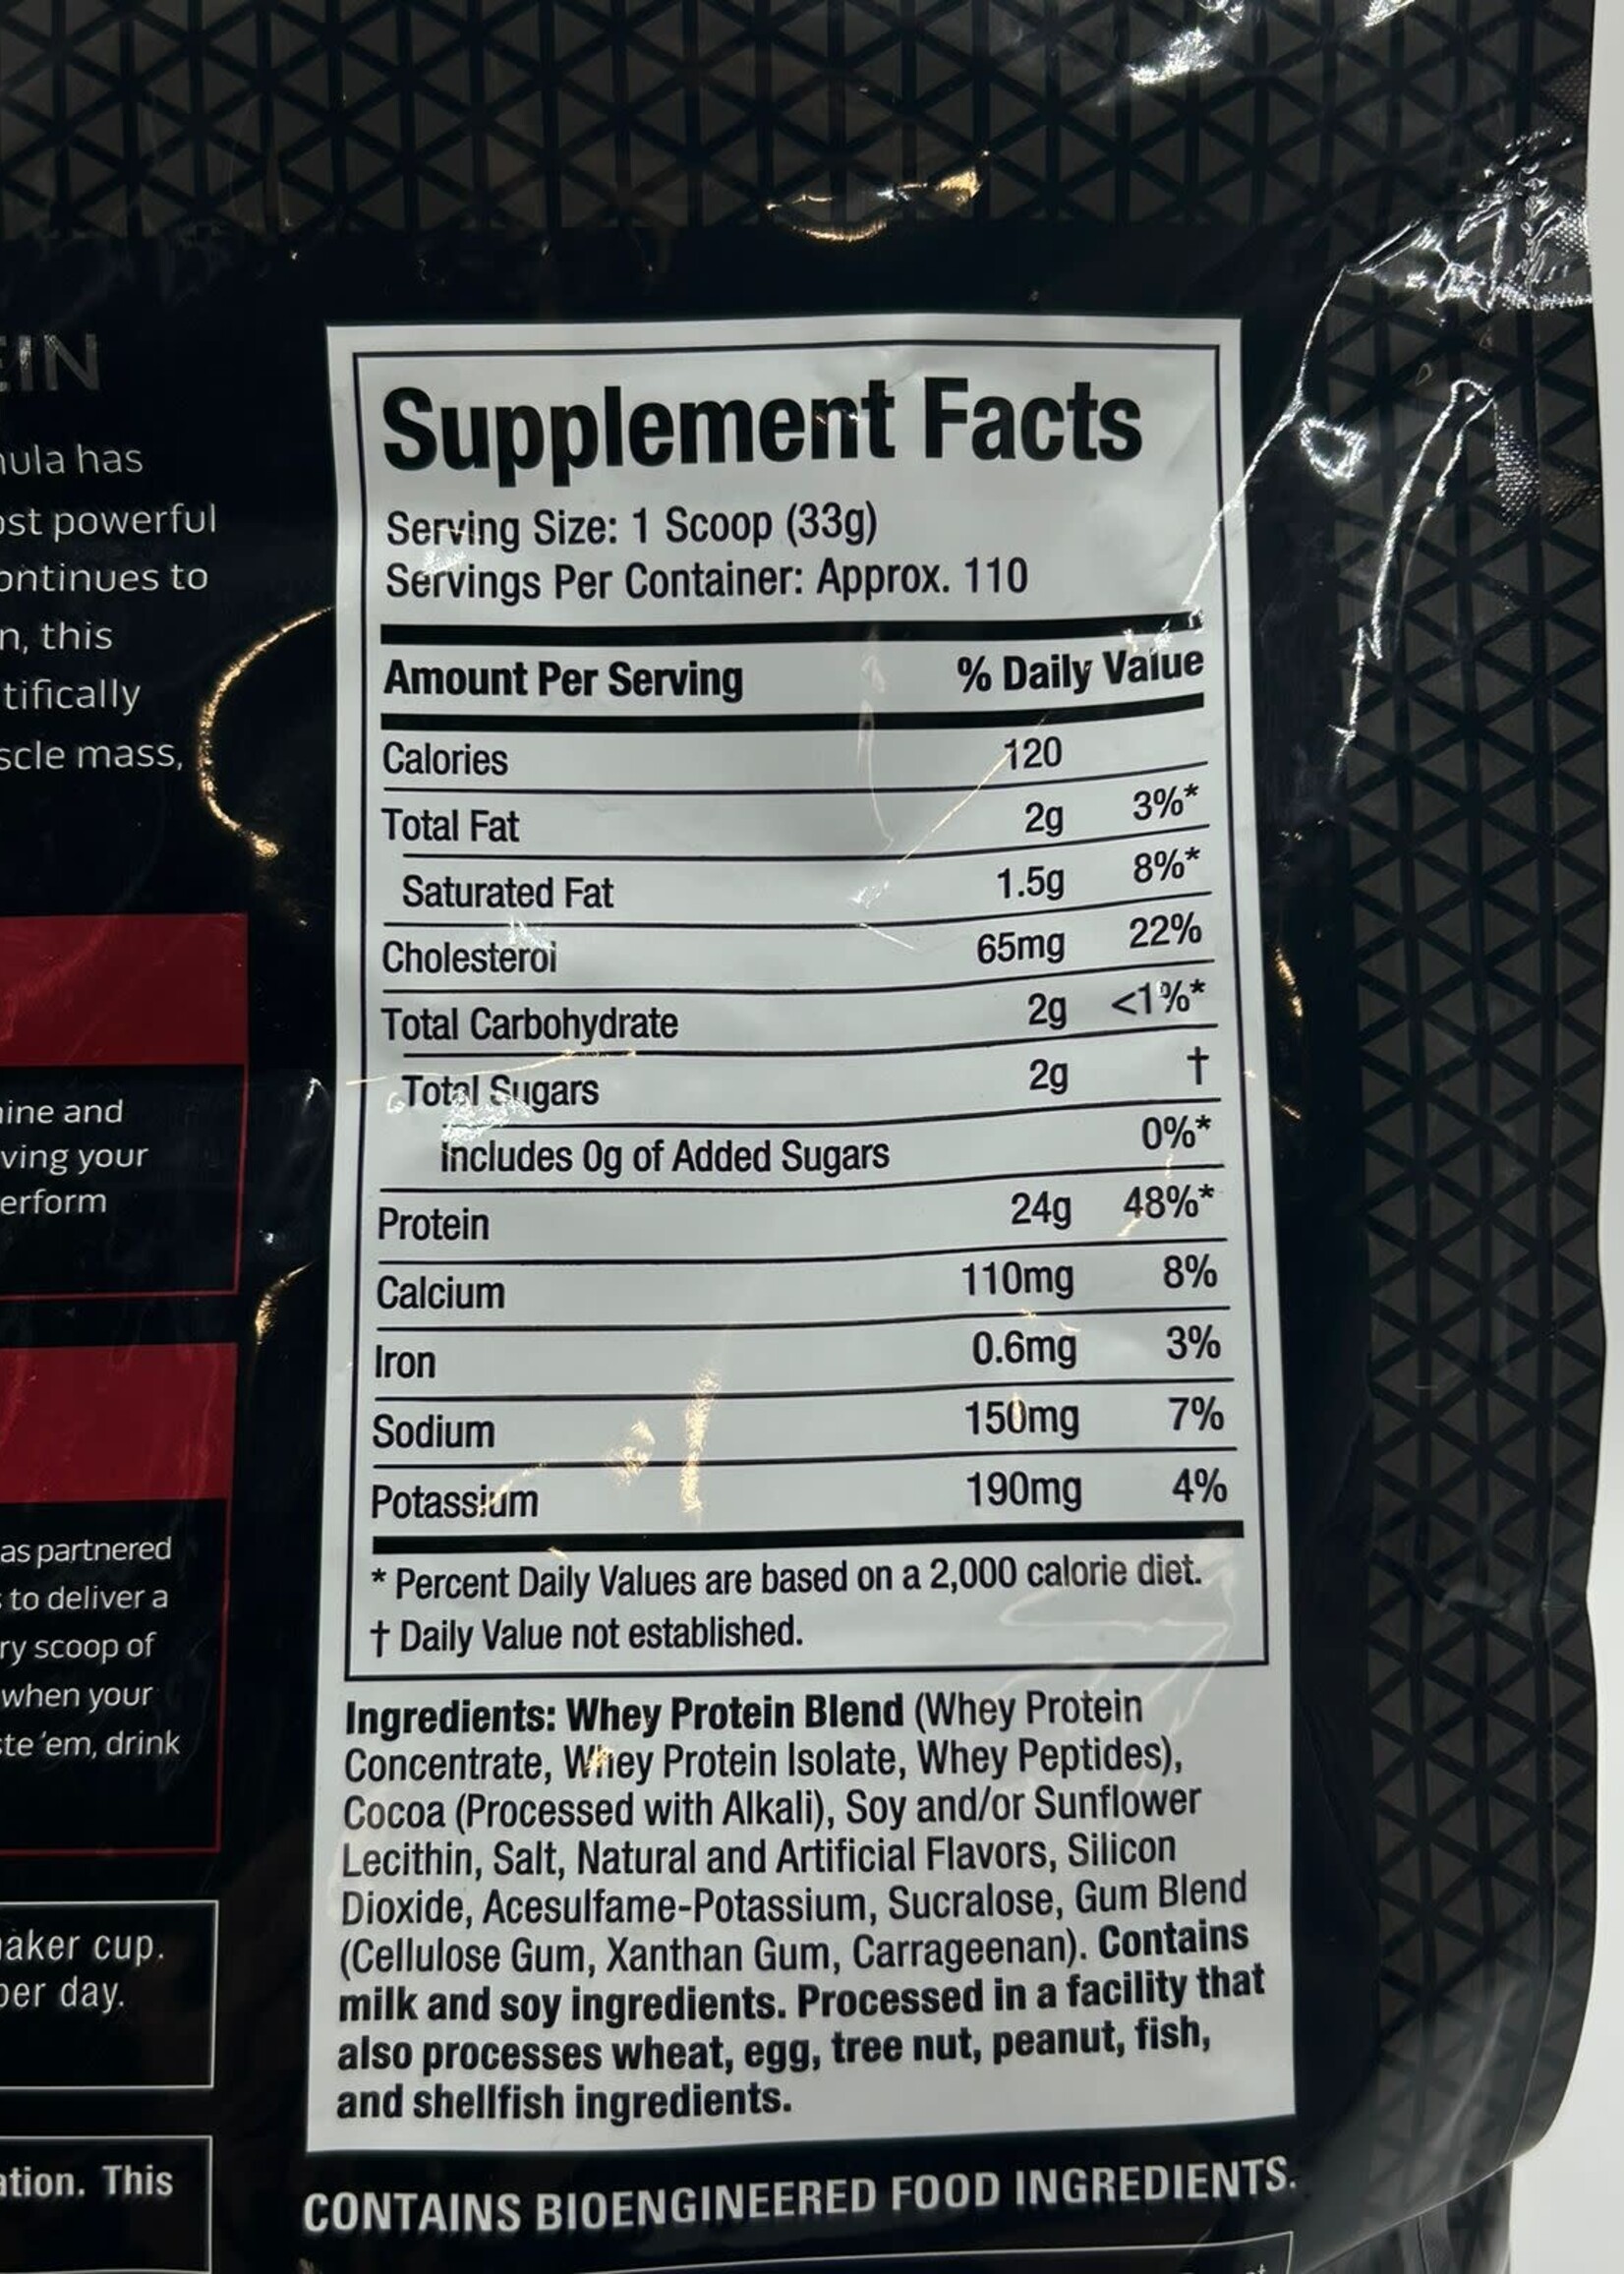 EIN
ula has
ost powerful
ontinues to
n, this
tifically
scle mass,
ine and
ving your
erform
as partnered
to deliver a
ry scoop of
when your
ste 'em, drink
aker cup.
per day.
ation. This
Supplement Facts
Serving Size: 1 Scoop (33g)
Servings Per Container: Approx. 110
Amount Per Serving % Daily Value
Calories 120
Total Fat 2g 3%*
Saturated Fat 1.5g 8%*
Cholesterol 65mg 22%
Total Carbohydrate 2g <1%*
Total Sugars 2g †
Includes 0g of Added Sugars 0%*
Protein 24g 48%*
Calcium 110mg 8%
Iron 0.6mg 3%
Sodium 150mg 7%
Potassium 190mg 4%
* Percent Daily Values are based on a 2,000 calorie diet.
† Daily Value not established.
Ingredients: Whey Protein Blend (Whey Protein
Concentrate, Whey Protein Isolate, Whey Peptides),
Cocoa (Processed with Alkali), Soy and/or Sunflower
Lecithin, Salt, Natural and Artificial Flavors, Silicon
Dioxide, Acesulfame-Potassium, Sucralose, Gum Blend
(Cellulose Gum, Xanthan Gum, Carrageenan). Contains
milk and soy ingredients. Processed in a facility that
also processes wheat, egg, tree nut, peanut, fish,
and shellfish ingredients.
CONTAINS BIOENGINEERED FOOD INGREDIENTS.